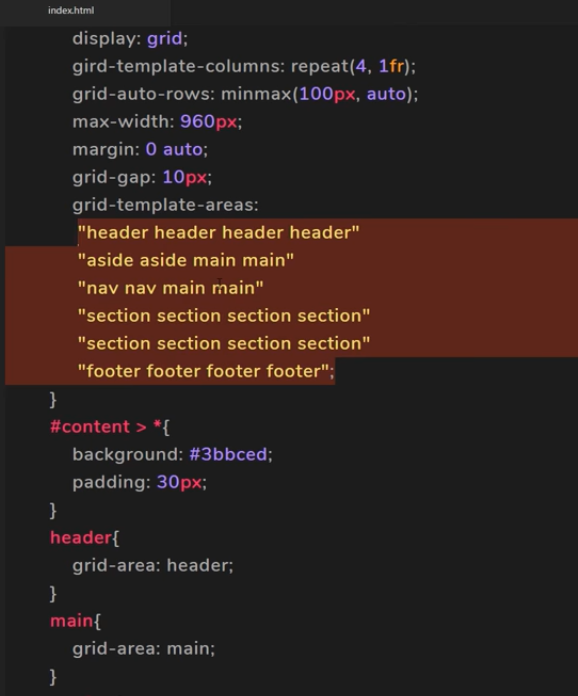 index.html
display: grid;
gird-template-columns: repeat(4, 1fr);
grid-auto-rows: minmax(100px, auto);
max-width: 960px;
margin: 0 auto;
grid-gap: 10px;
grid-template-areas:
"header header header header"
"aside aside main main"
"nav nav main main"
"section section section section"
"section section section section"
"footer footer footer footer";
}
#content > *{
background: #3bbced;
padding: 30px;
}
header{
grid-area: header;
}
main{
grid-area: main;
}